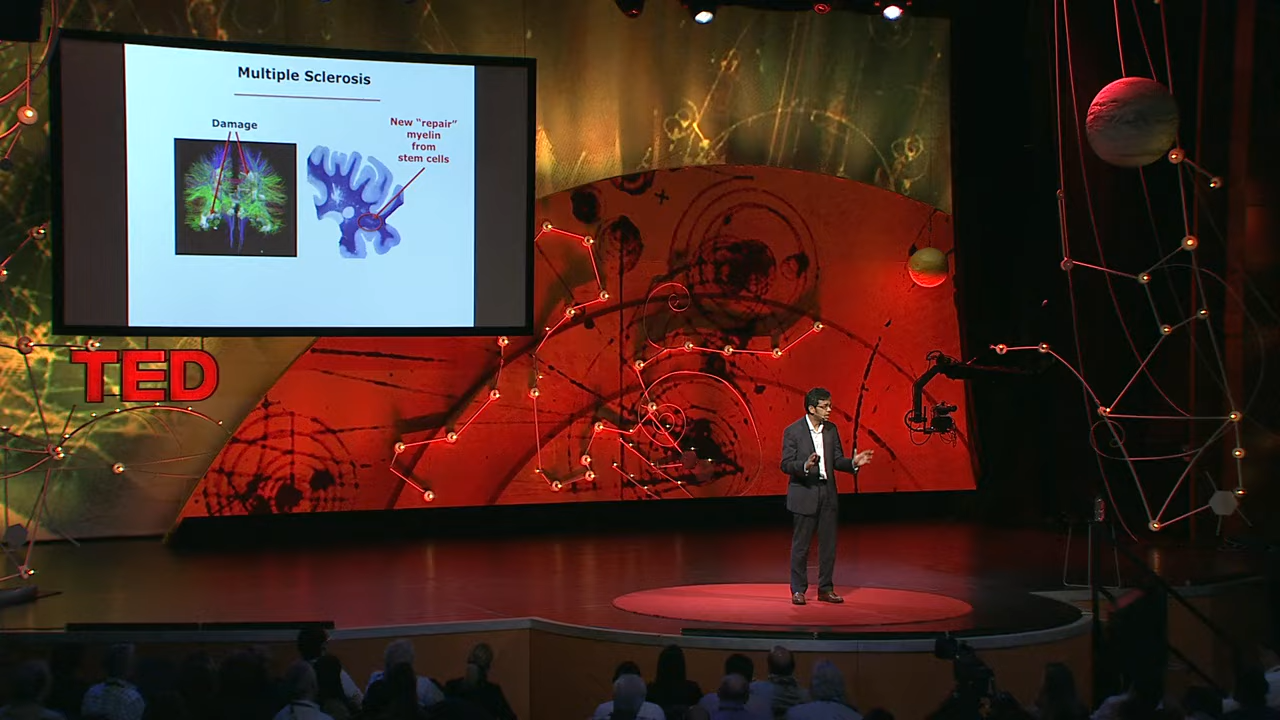 Multiple Sclerosis
Damage
New “repair”
myelin
from
stem cells
TED